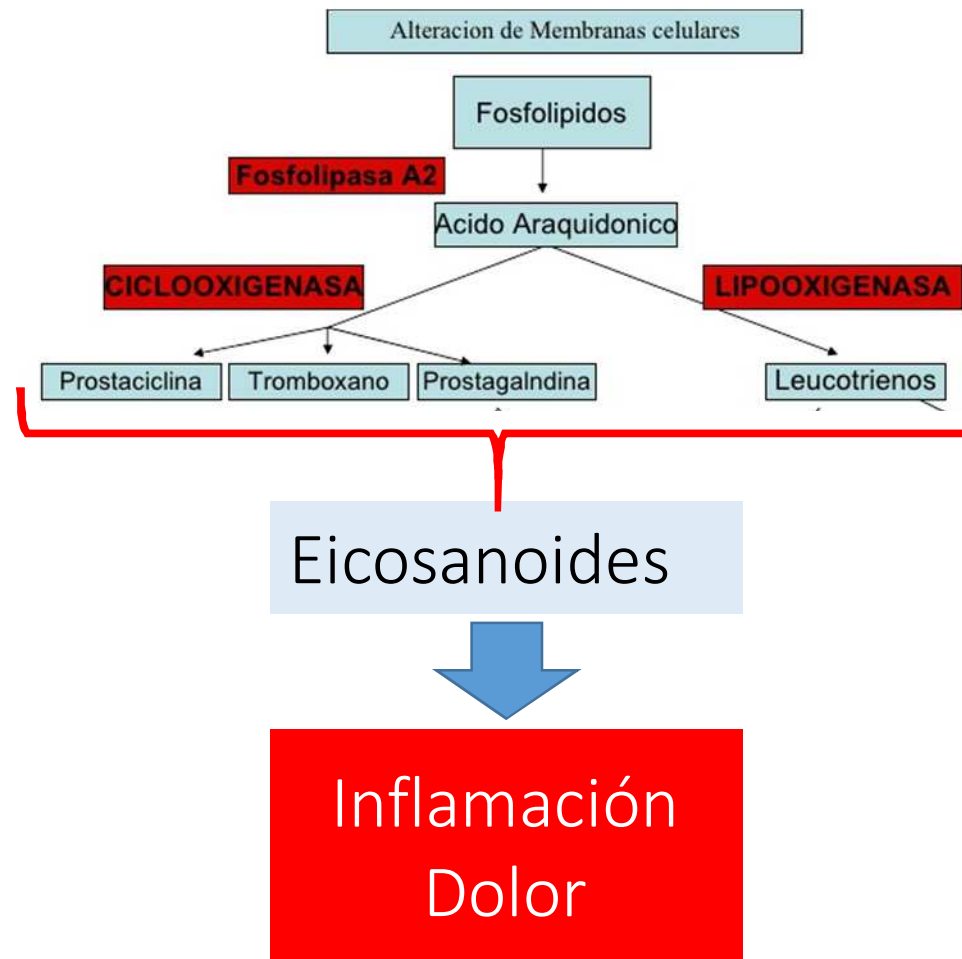 Alteracion de Membranas celulares
Fosfolipidos
Fosfolipasa A2
Acido Araquidonico
CICLOOXIGENASA
LIPOOXIGENASA
Prostaciclina
Tromboxano
Prostagalndina
Leucotrienos
Eicosanoides
Inflamación
Dolor